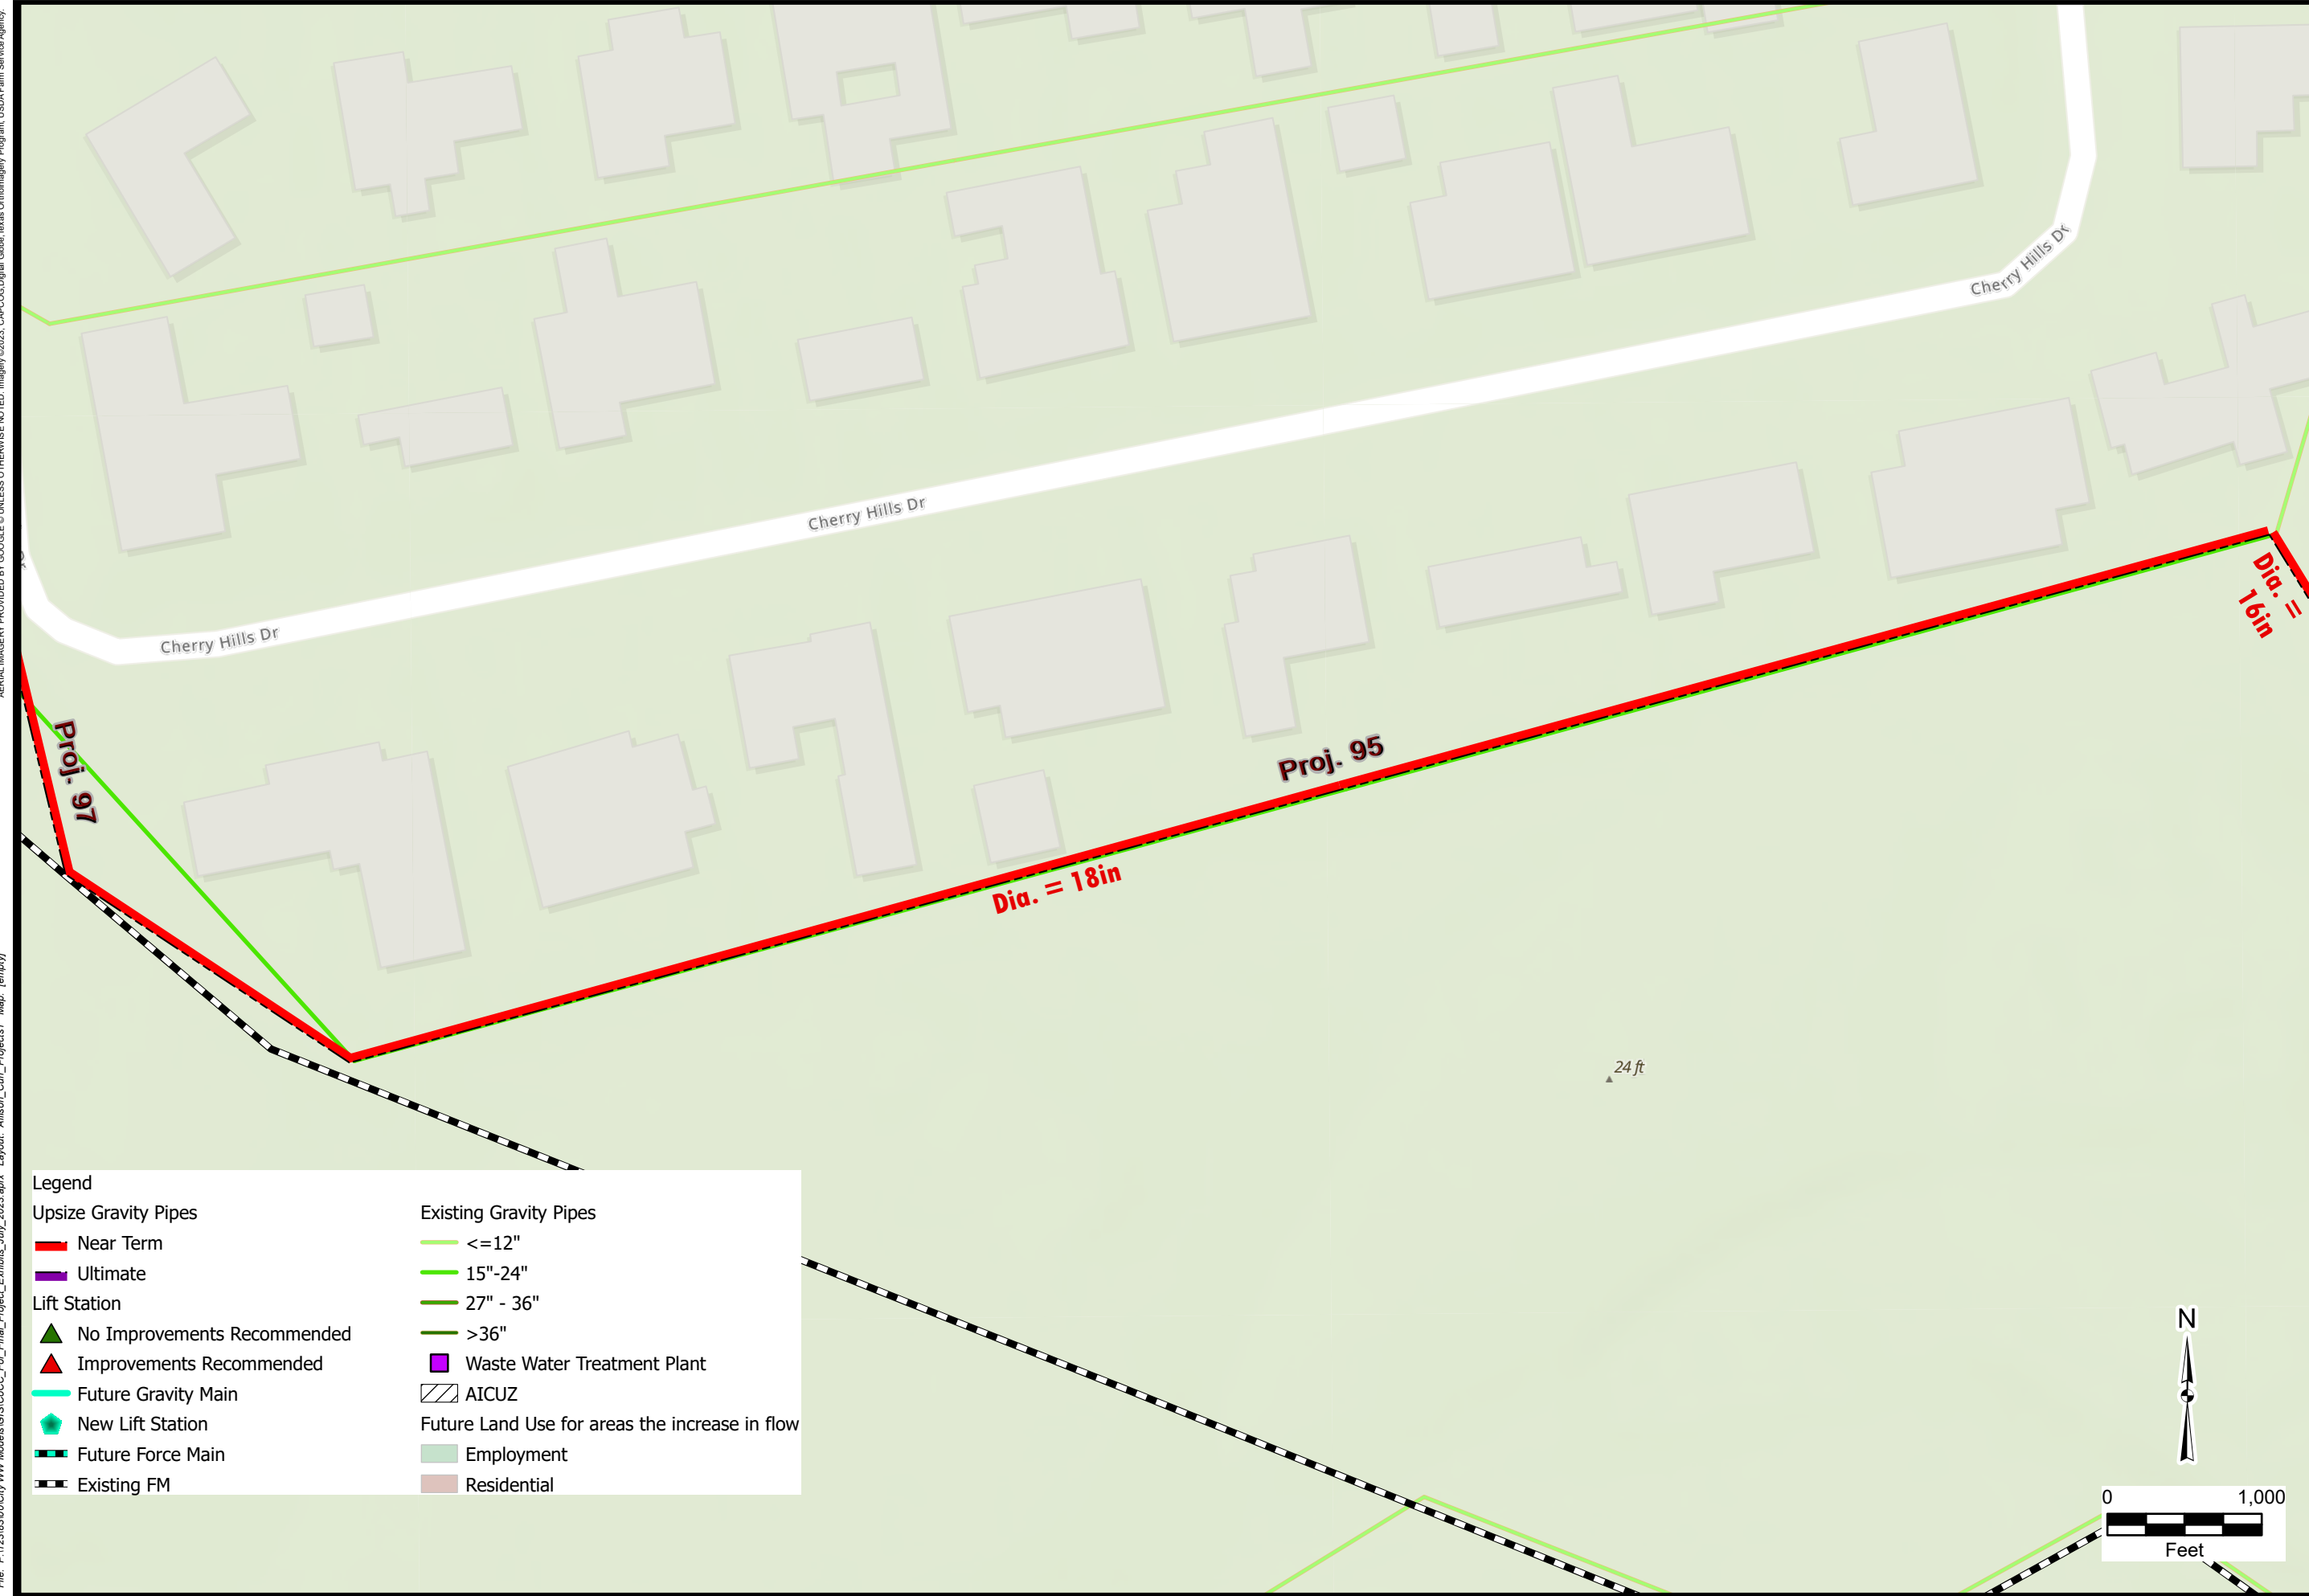 Cherry Hills Dr
Cherry Hills Dr
Cherry Hills Dr
Dia. =
16in
Proj. 97
Proj. 95
Dia. = 18in
24 ft
Legend
Upsize Gravity Pipes
Near Term
Ultimate
Lift Station
No Improvements Recommended
Improvements Recommended
Future Gravity Main
New Lift Station
Future Force Main
Existing FM
Existing Gravity Pipes
<=12"
15"-24"
27" - 36"
>36"
Waste Water Treatment Plant
AICUZ
Future Land Use for areas the increase in flow
Employment
Residential
N
0 1,000
Feet